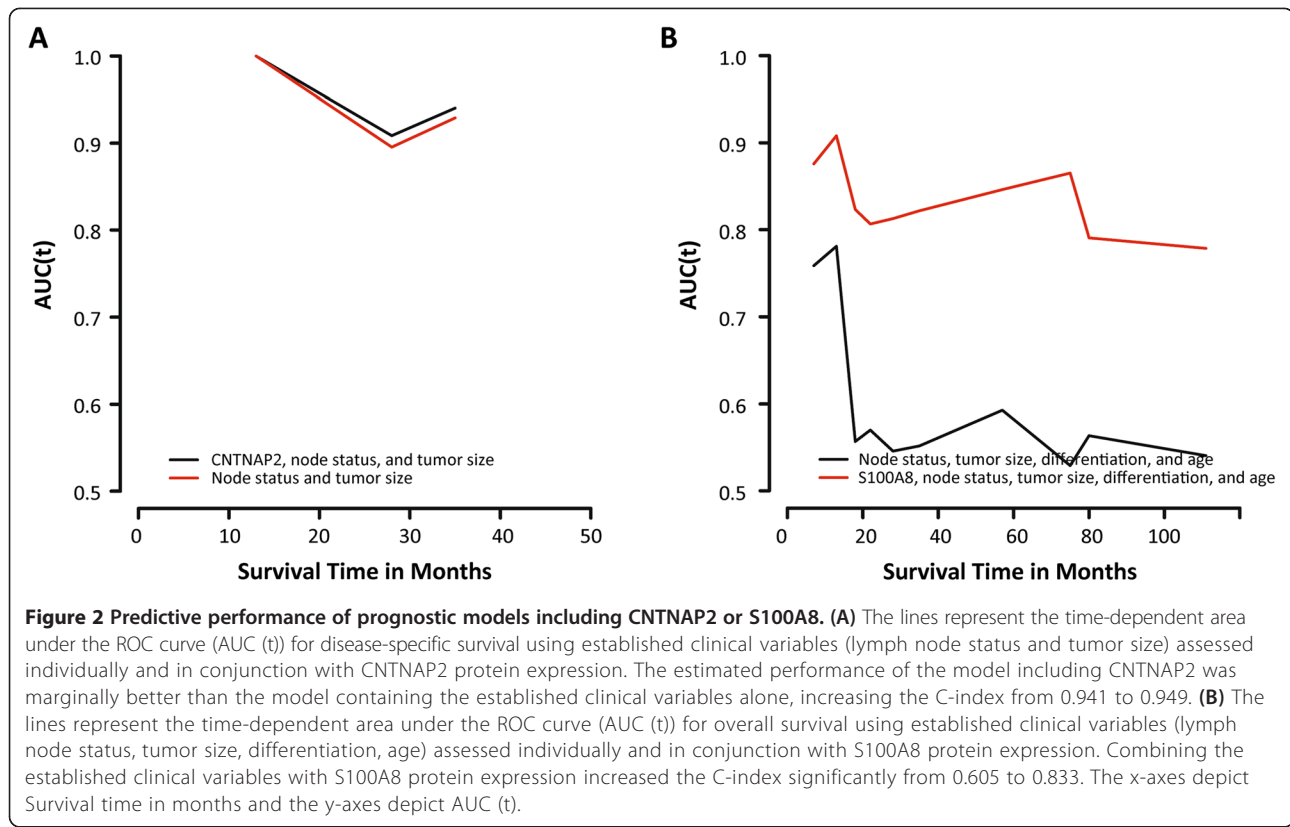 A
1.0
0.9
0.8
0.7
0.6
0.5
AUC(t)
CNTNAP2, node status, and tumor size
Node status and tumor size
0 10 20 30 40 50
Survival Time in Months
B
1.0
0.9
0.8
0.7
0.6
0.5
AUC(t)
Node status, tumor size, differentiation, and age
S100A8, node status, tumor size, differentiation, and age
0 20 40 60 80 100
Survival Time in Months
Figure 2 Predictive performance of prognostic models including CNTNAP2 or S100A8. (A) The lines represent the time-dependent area
under the ROC curve (AUC (t)) for disease-specific survival using established clinical variables (lymph node status and tumor size) assessed
individually and in conjunction with CNTNAP2 protein expression. The estimated performance of the model including CNTNAP2 was
marginally better than the model containing the established clinical variables alone, increasing the C-index from 0.941 to 0.949. (B) The
lines represent the time-dependent area under the ROC curve (AUC (t)) for overall survival using established clinical variables (lymph
node status, tumor size, differentiation, age) assessed individually and in conjunction with S100A8 protein expression. Combining the
established clinical variables with S100A8 protein expression increased the C-index significantly from 0.605 to 0.833. The x-axes depict
Survival time in months and the y-axes depict AUC (t).